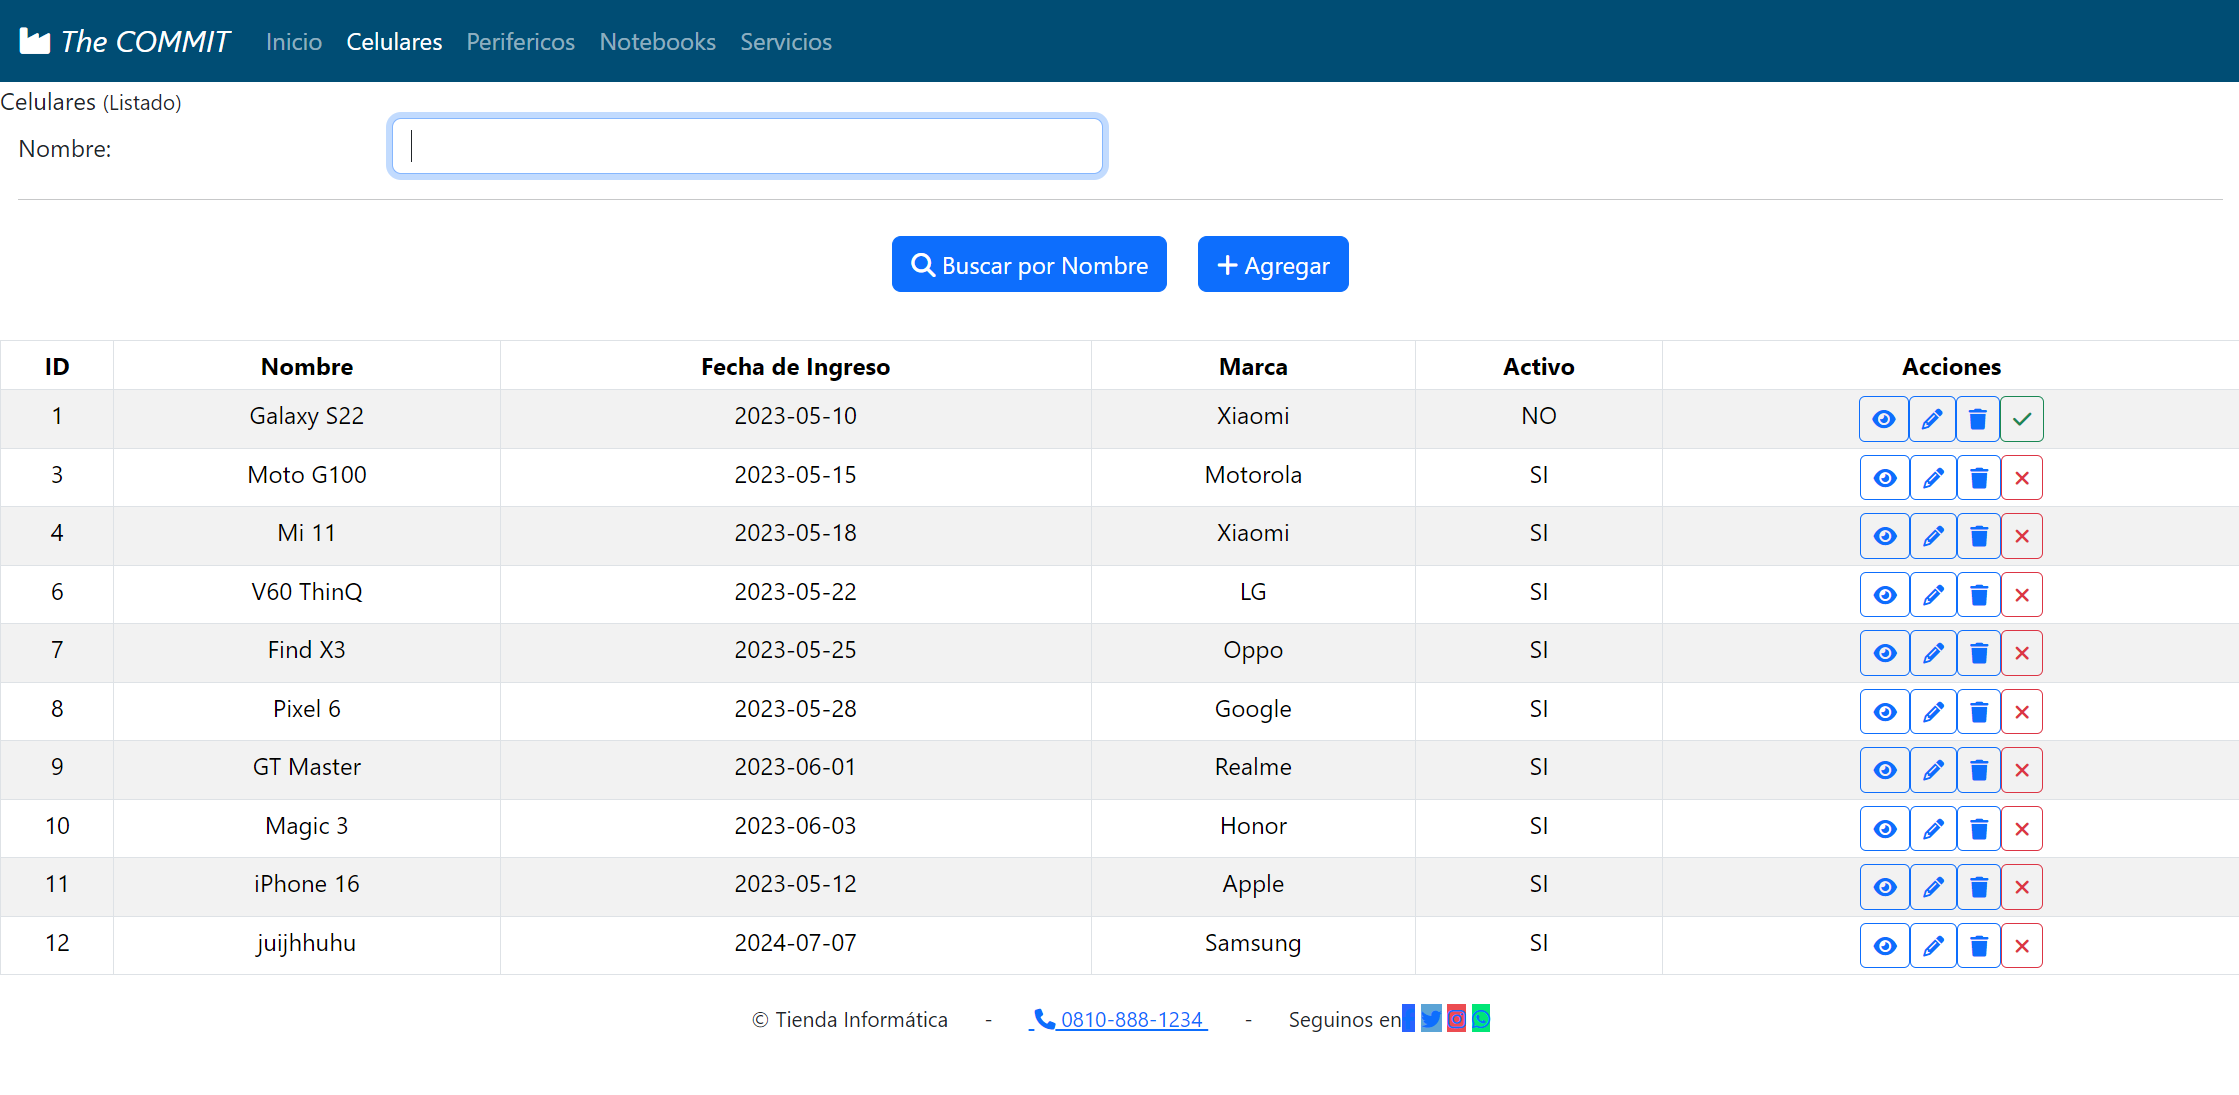 The COMMIT Inicio Celulares Perifericos Notebooks Servicios
Celulares (Listado)
Nombre:
Buscar por Nombre Agregar
ID Nombre Fecha de Ingreso Marca Activo Acciones
1 Galaxy S22 2023-05-10 Xiaomi NO
3 Moto G100 2023-05-15 Motorola SI
4 Mi 11 2023-05-18 Xiaomi SI
6 V60 ThinQ 2023-05-22 LG SI
7 Find X3 2023-05-25 Oppo SI
8 Pixel 6 2023-05-28 Google SI
9 GT Master 2023-06-01 Realme SI
10 Magic 3 2023-06-03 Honor SI
11 iPhone 16 2023-05-12 Apple SI
12 juijhhuhu 2024-07-07 Samsung SI
© Tienda Informática - 0810-888-1234 - Seguinos en